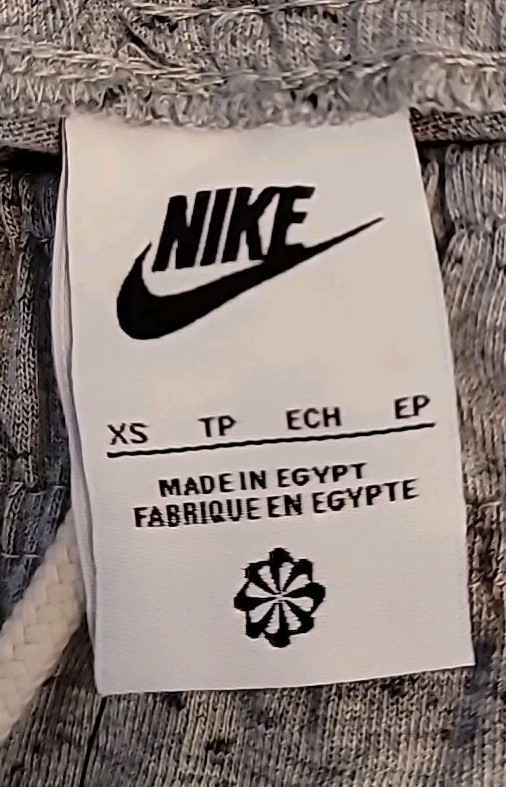 NIKE
XS TP ECH EP
MADE IN EGYPT
FABRIQUE EN EGYPTE